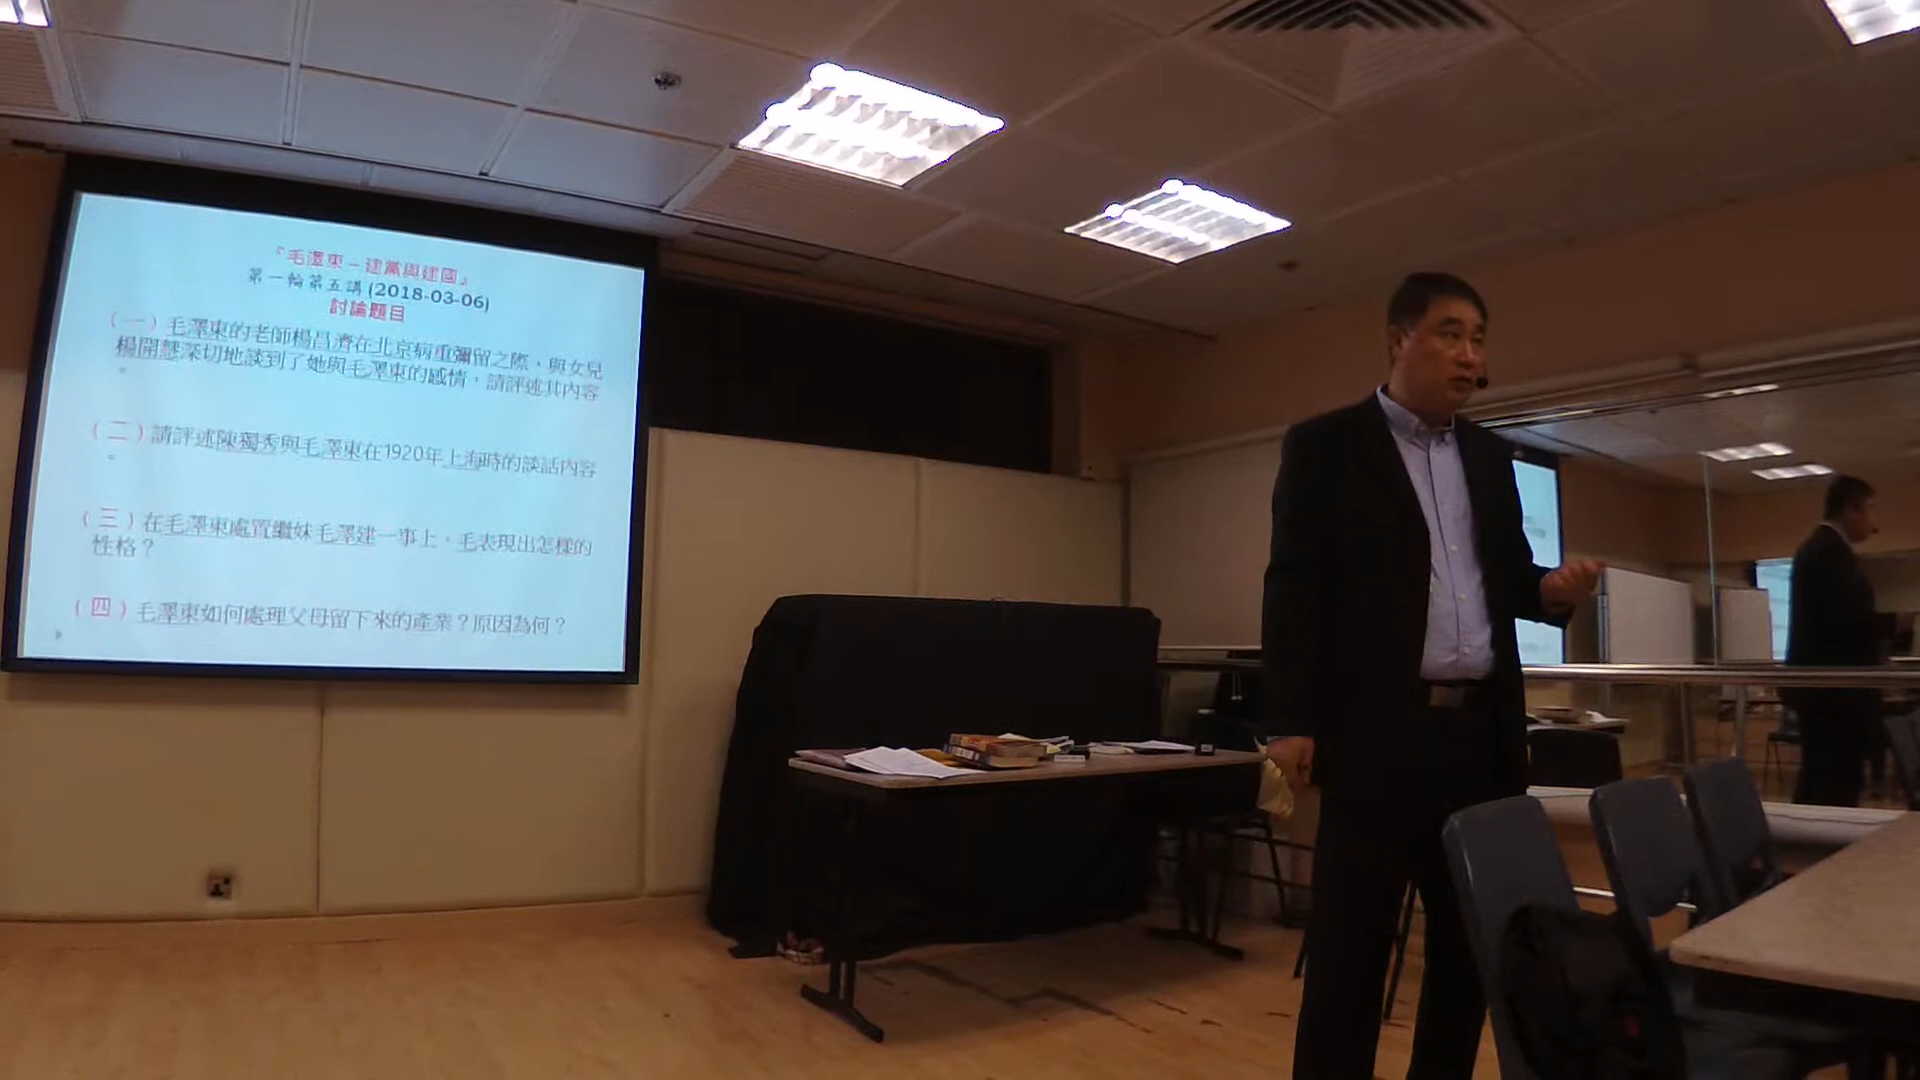 『毛澤東－建黨與建國』
第一輪第五講 (2018-03-06)
討論題目
（一）毛澤東的老師楊昌濟在北京病重彌留之際，與女兒
楊開慧深切地談到了她與毛澤東的感情，請評述其內容
。
（二）請評述陳獨秀與毛澤東在1920年上海時的談話內容
。
（三）在毛澤東處置繼妹毛澤建一事上，毛表現出怎樣的
性格？
（四）毛澤東如何處理父母留下來的產業？原因為何？